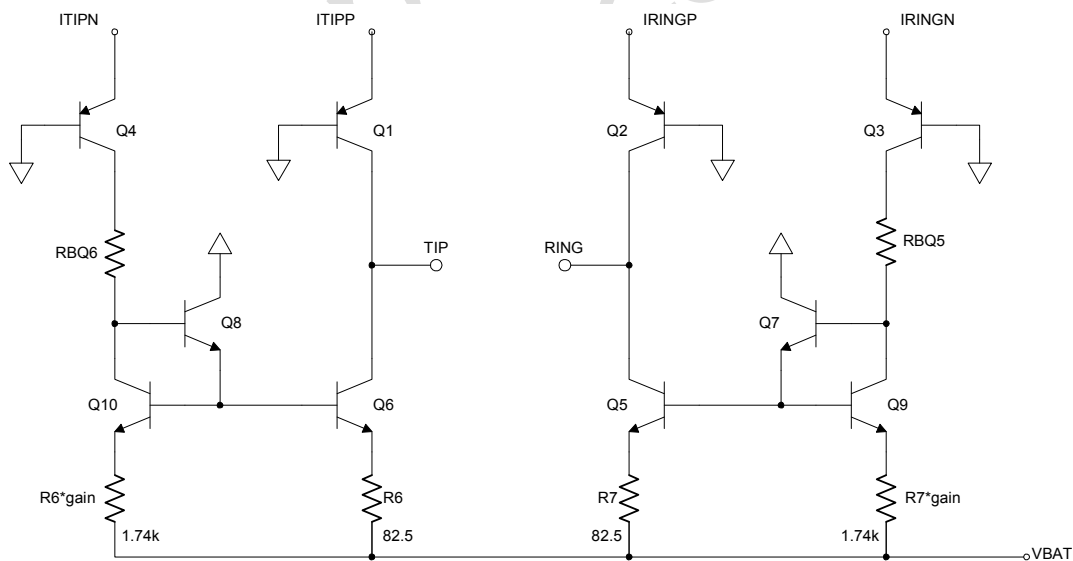 ITIPN
ITIPP
IRINGP
IRINGN
Q4
Q1
Q2
Q3
RBQ6
TIP
RING
RBQ5
Q8
Q7
Q10
Q6
Q5
Q9
R6*gain
R6
R7
R7*gain
1.74k
82.5
82.5
1.74k
VBAT